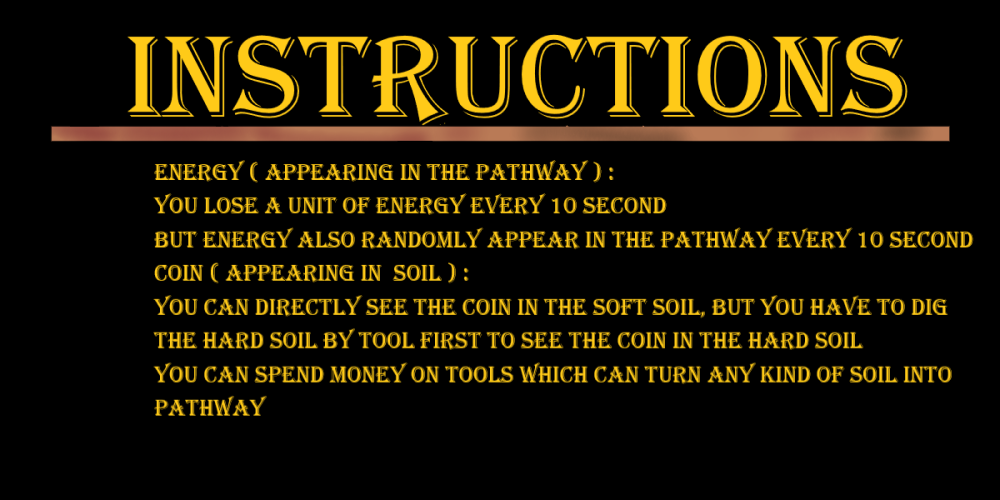 INSTRUCTIONS
ENERGY ( APPEARING IN THE PATHWAY ) :
YOU LOSE A UNIT OF ENERGY EVERY 10 SECOND
BUT ENERGY ALSO RANDOMLY APPEAR IN THE PATHWAY EVERY 10 SECOND
COIN ( APPEARING IN  SOIL ) :
YOU CAN DIRECTLY SEE THE COIN IN THE SOFT SOIL, BUT YOU HAVE TO DIG
THE HARD SOIL BY TOOL FIRST TO SEE THE COIN IN THE HARD SOIL
YOU CAN SPEND MONEY ON TOOLS WHICH CAN TURN ANY KIND OF SOIL INTO
PATHWAY